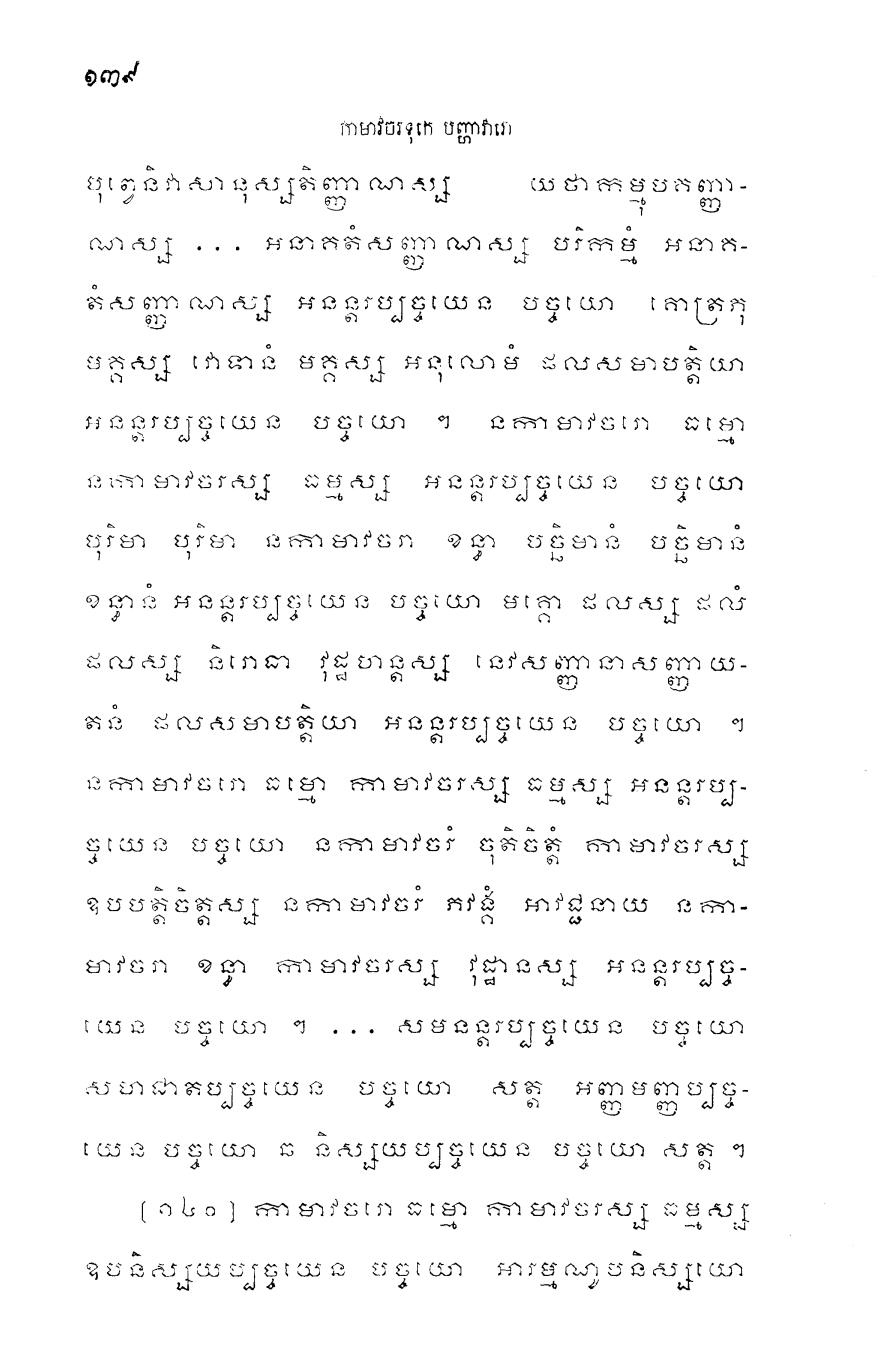 ១៣៩
កាមាវចរទុកេ បញ្ហាវារោ
បុព្វេនិវាសានុស្សតិញ្ញាណស្ស យថាកម្មុបកញ្ញា-
ណស្ស ... អនាគតំសញ្ញាណស្ស បរិកម្មំ អនាគ-
តំសញ្ញាណស្ស អនន្តរប្បច្ចយេន បច្ចយោ គោត្រភុ
មគ្គស្ស វោទានំ មគ្គស្ស អនុលោមំ ផលសមាបត្តិយា
អនន្តរប្បច្ចយេន បច្ចយោ ។ នកាមាវចរោ ធម្មោ
នកាមាវចរស្ស ធម្មស្ស អនន្តរប្បច្ចយេន បច្ចយោ
បុរិមា បុរិមា នកាមាវចរា ខន្ធា បច្ឆិមានំ បច្ឆិមានំ
ខន្ធានំ អនន្តរប្បច្ចយេន បច្ចយោ មគ្គោ ផលស្ស ផលំ
ផលស្ស និរោធា វុដ្ឋហន្តស្ស នេវសញ្ញានាសញ្ញាយ-
តនំ ផលសមាបត្តិយា អនន្តរប្បច្ចយេន បច្ចយោ ។
នកាមាវចរោ ធម្មោ កាមាវចរស្ស ធម្មស្ស អនន្តរប្ប-
ច្ចយេន បច្ចយោ នកាមាវចរំ ចុតិចិត្តំ កាមាវចរស្ស
ឧបបត្តិចិត្តស្ស នកាមាវចរំ ភវង្គំ អាវជ្ជនាយ នកា-
មាវចរា ខន្ធា កាមាវចរស្ស វុដ្ឋានស្ស អនន្តរប្បច្ច-
យេន បច្ចយោ ។ ... សមនន្តរប្បច្ចយេន បច្ចយោ
សហជាតប្បច្ចយេន បច្ចយោ សត្ត អញ្ញមញ្ញប្បច្ច-
យេន បច្ចយោ ឆ និស្សយប្បច្ចយេន បច្ចយោ សត្ត ។
[១៤០] កាមាវចរោ ធម្មោ កាមាវចរស្ស ធម្មស្ស
ឧបនិស្សយប្បច្ចយេន បច្ចយោ អារម្មណូបនិស្សយោ